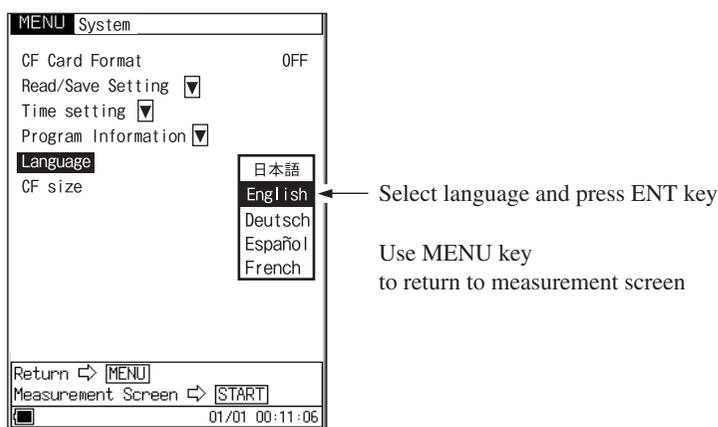 MENU System
CF Card Format OFF
Read/Save Setting ▼
Time setting ▼
Program Information ▼
Language
CF size
日本語
English
Deutsch
Español
French
Select language and press ENT key
Use MENU key
to return to measurement screen
Return ⇨ MENU
Measurement Screen ⇨ START
01/01 00:11:06